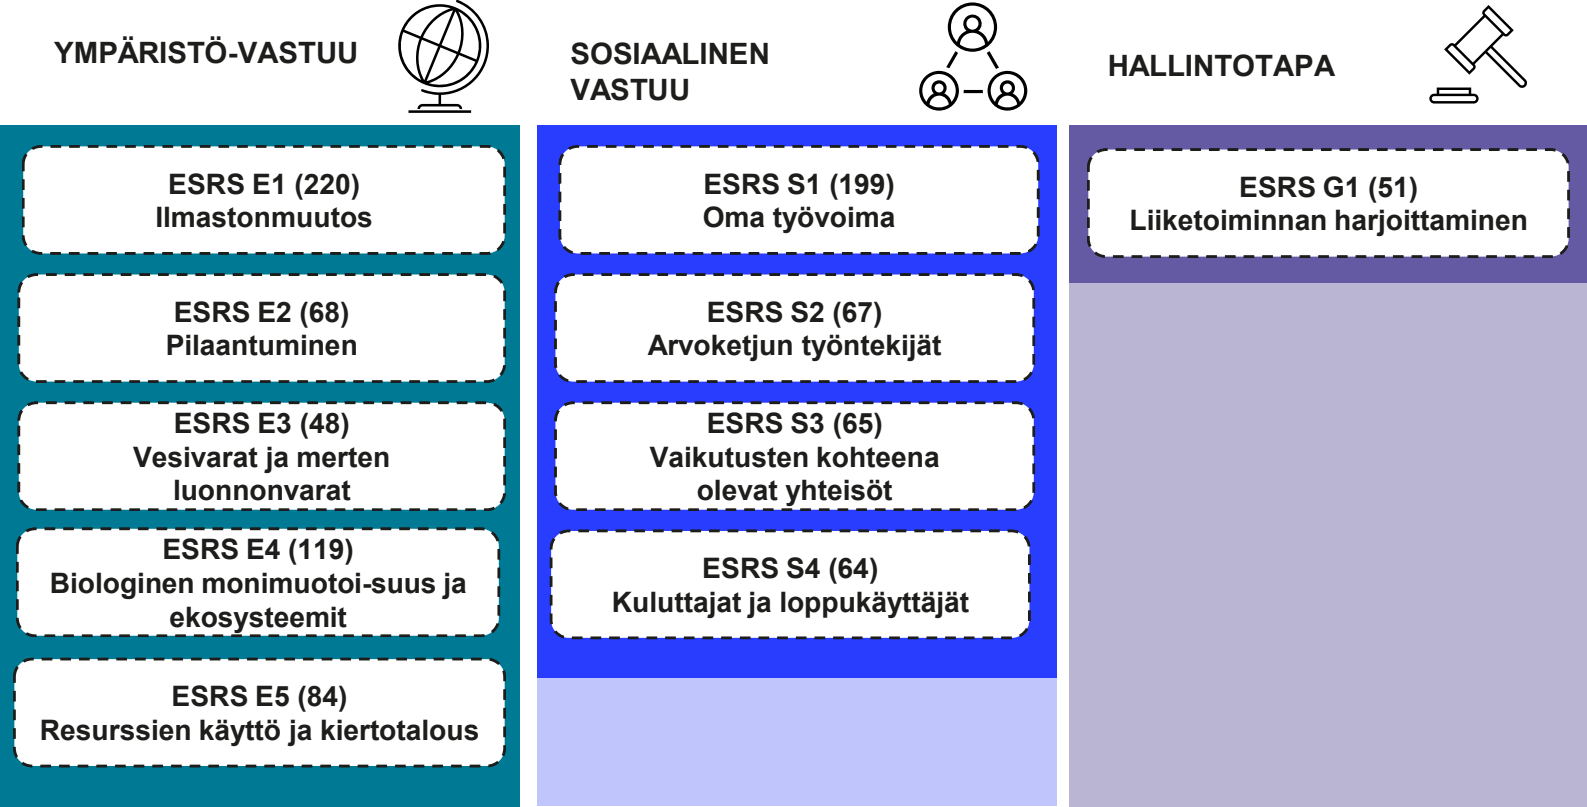 YMPÄRISTÖ-VASTUU
ESRS E1 (220)
Ilmastonmuutos
ESRS E2 (68)
Pilaantuminen
ESRS E3 (48)
Vesivarat ja merten
luonnonvarat
ESRS E4 (119)
Biologinen monimuotoi-suus ja
ekosysteemit
ESRS E5 (84)
Resurssien käyttö ja kiertotalous
SOSIAALINEN
VASTUU
ESRS S1 (199)
Oma työvoima
ESRS S2 (67)
Arvoketjun työntekijät
ESRS S3 (65)
Vaikutusten kohteena
olevat yhteisöt
ESRS S4 (64)
Kuluttajat ja loppukäyttäjät
HALLINTOTAPA
ESRS G1 (51)
Liiketoiminnan harjoittaminen